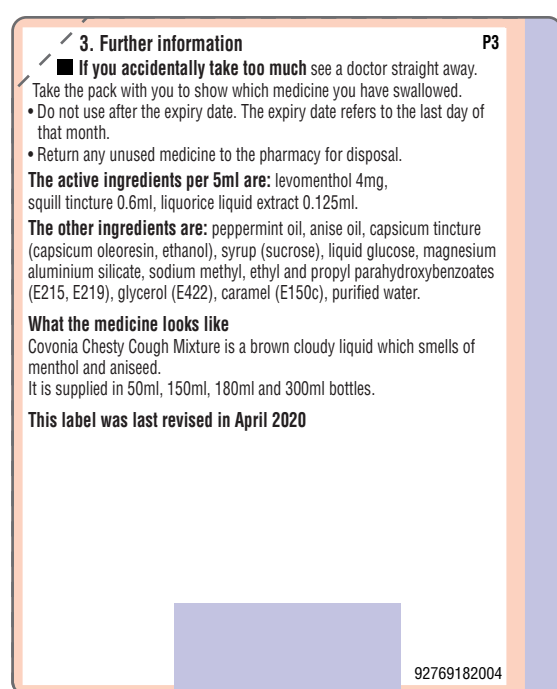 3. Further information P3
■ If you accidentally take too much see a doctor straight away.
Take the pack with you to show which medicine you have swallowed.
• Do not use after the expiry date. The expiry date refers to the last day of
that month.
• Return any unused medicine to the pharmacy for disposal.
The active ingredients per 5ml are: levomenthol 4mg,
squill tincture 0.6ml, liquorice liquid extract 0.125ml.
The other ingredients are: peppermint oil, anise oil, capsicum tincture
(capsicum oleoresin, ethanol), syrup (sucrose), liquid glucose, magnesium
aluminium silicate, sodium methyl, ethyl and propyl parahydroxybenzoates
(E215, E219), glycerol (E422), caramel (E150c), purified water.
What the medicine looks like
Covonia Chesty Cough Mixture is a brown cloudy liquid which smells of
menthol and aniseed.
It is supplied in 50ml, 150ml, 180ml and 300ml bottles.
This label was last revised in April 2020
92769182004